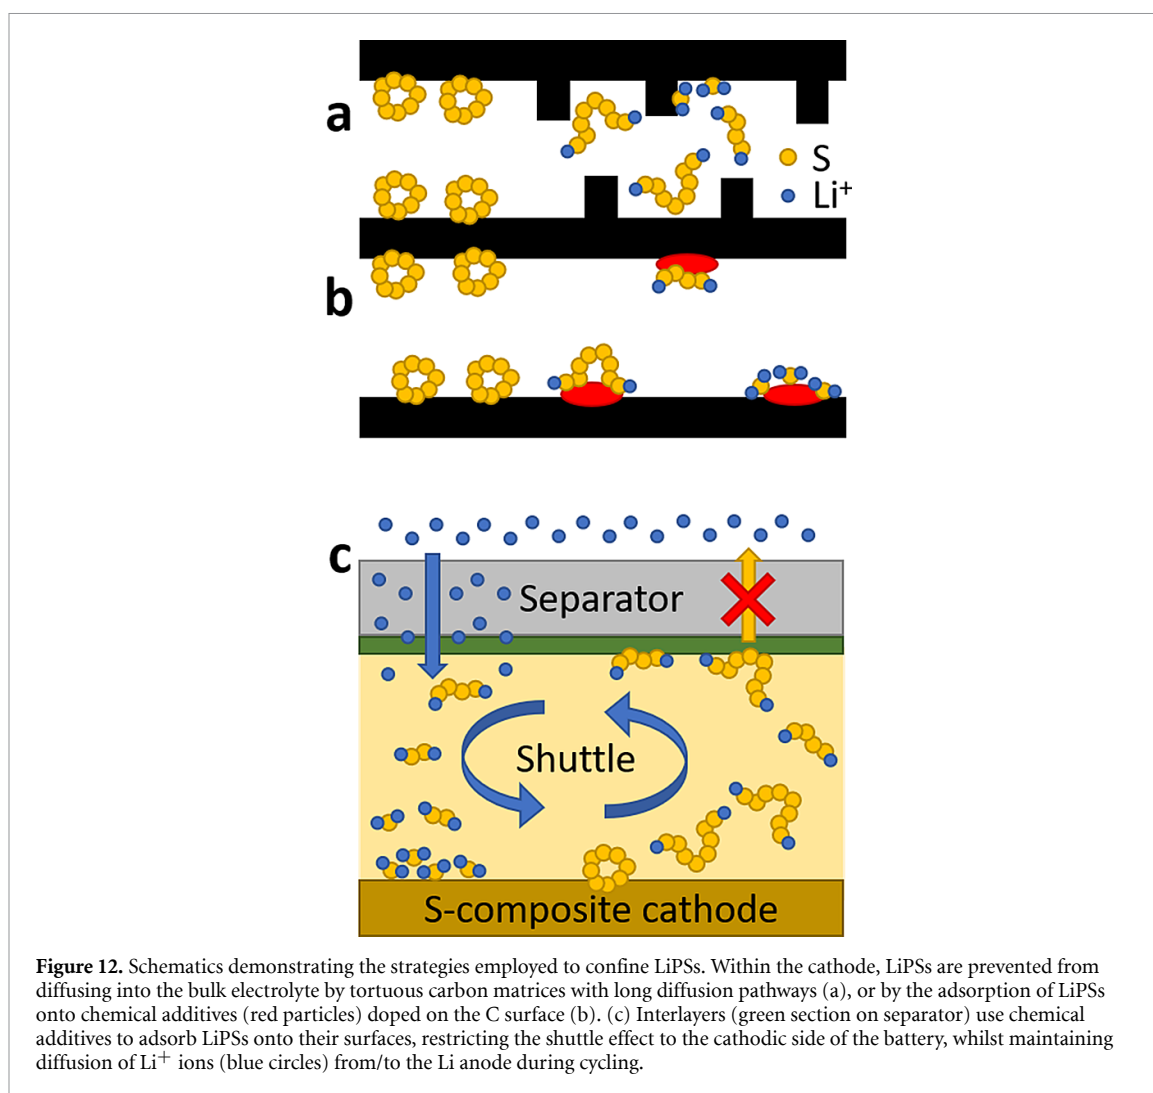 a
S
Li⁺
b
c
Separator
Shuttle
S-composite cathode
Figure 12. Schematics demonstrating the strategies employed to confine LiPSs. Within the cathode, LiPSs are prevented from
diffusing into the bulk electrolyte by tortuous carbon matrices with long diffusion pathways (a), or by the adsorption of LiPSs
onto chemical additives (red particles) doped on the C surface (b). (c) Interlayers (green section on separator) use chemical
additives to adsorb LiPSs onto their surfaces, restricting the shuttle effect to the cathodic side of the battery, whilst maintaining
diffusion of Li⁺ ions (blue circles) from/to the Li anode during cycling.